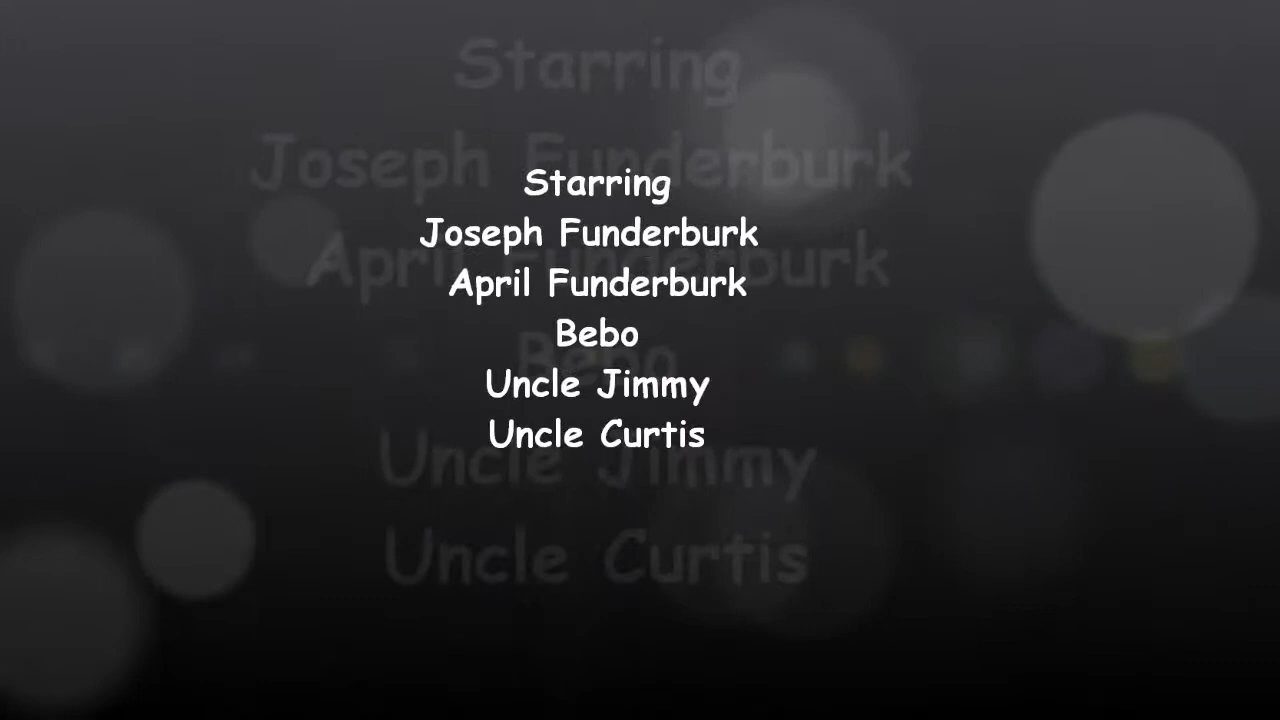 Starring
Joseph Funderburk
April Funderburk
Bebo
Uncle Jimmy
Uncle Curtis